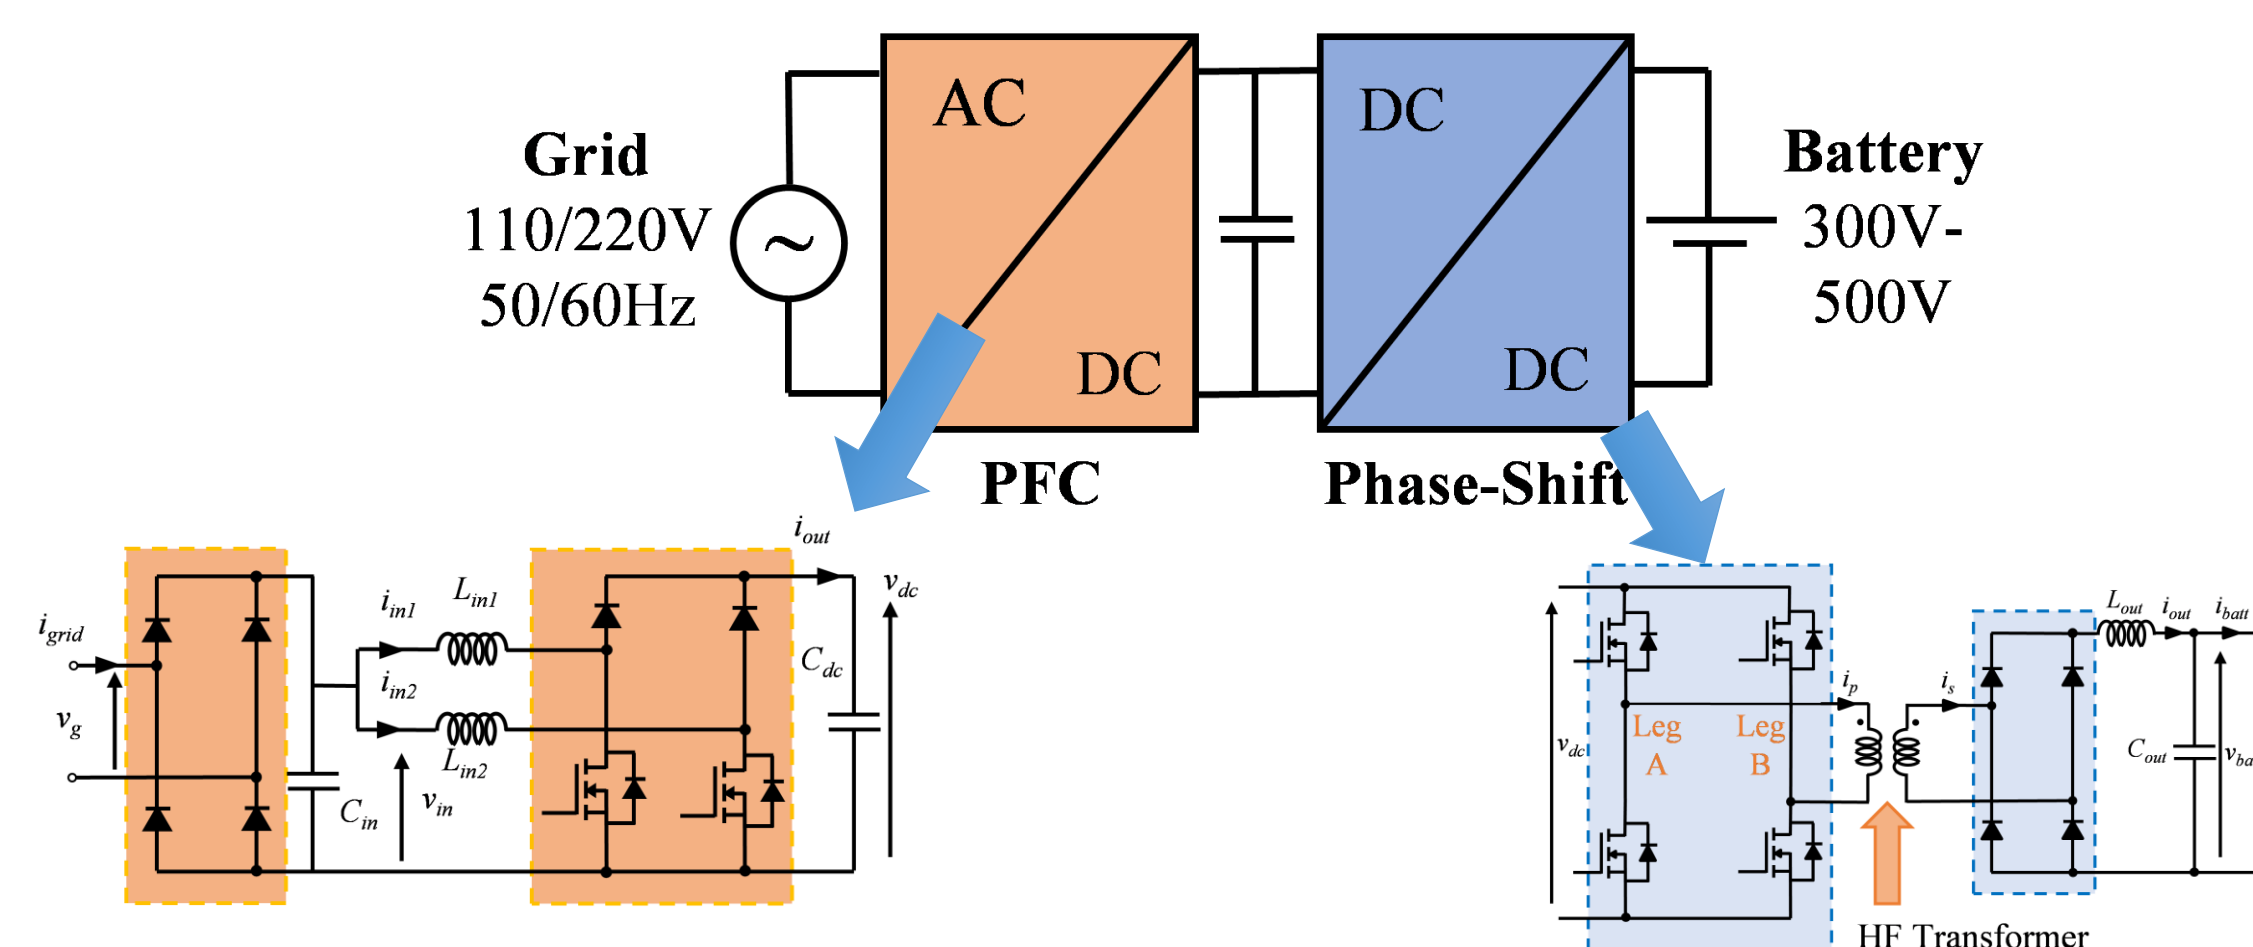 AC
DC
DC
DC
Grid
110/220V
50/60Hz
Battery
300V-
500V
PFC
Phase-Shift
i_out
v_dc
i_grid
i_in1
L_in1
i_in2
L_in2
v_g
C_in
v_in
C_dc
v_dc
Leg
A
Leg
B
i_p
i_s
L_out
i_out
i_batt
C_out
v_ba
HF Transformer